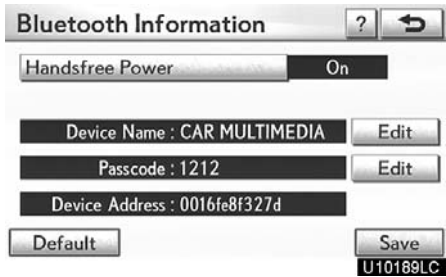 Bluetooth Information ?
Handsfree Power On
Device Name : CAR MULTIMEDIA Edit
Passcode : 1212 Edit
Device Address : 0016fe8f327d
Default Save
U10189LC